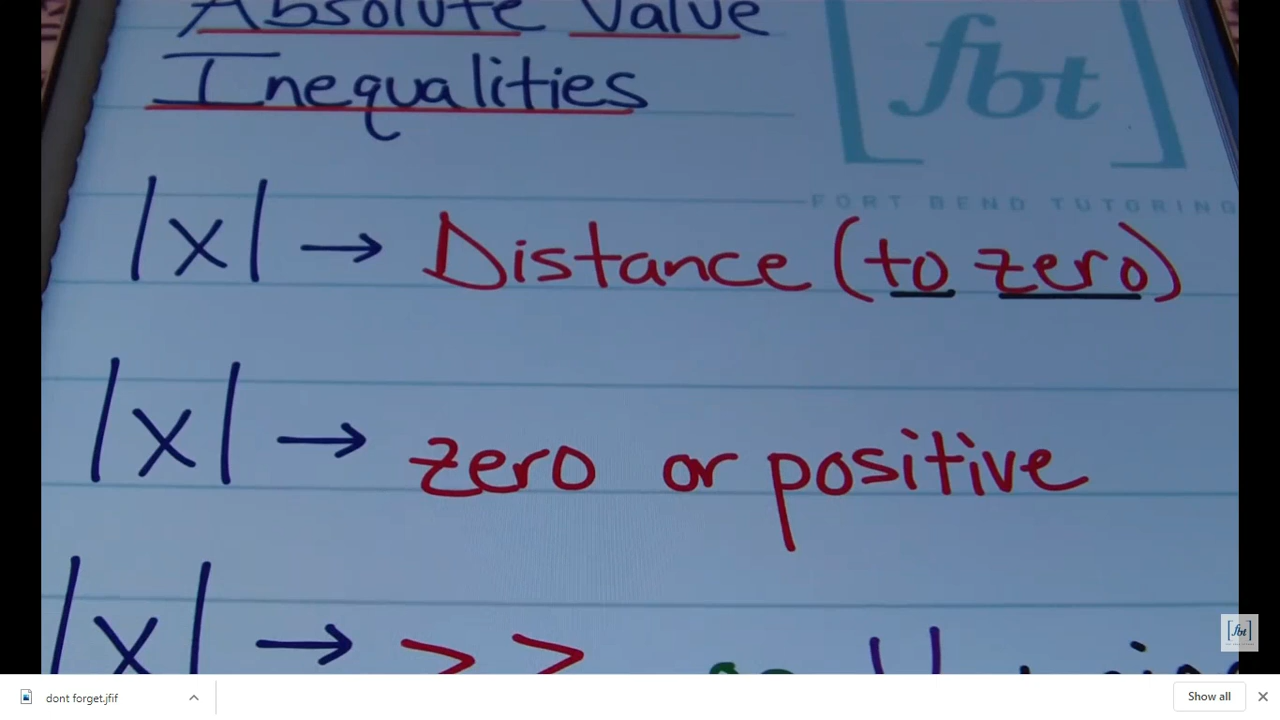 Absolute Value
Inequalities
[fbt]
FORT BEND TUTORING
|x| → Distance (to zero)
|x| → zero or positive
|x| → > ≥
[fbt]
dont forget.jfif
Show all